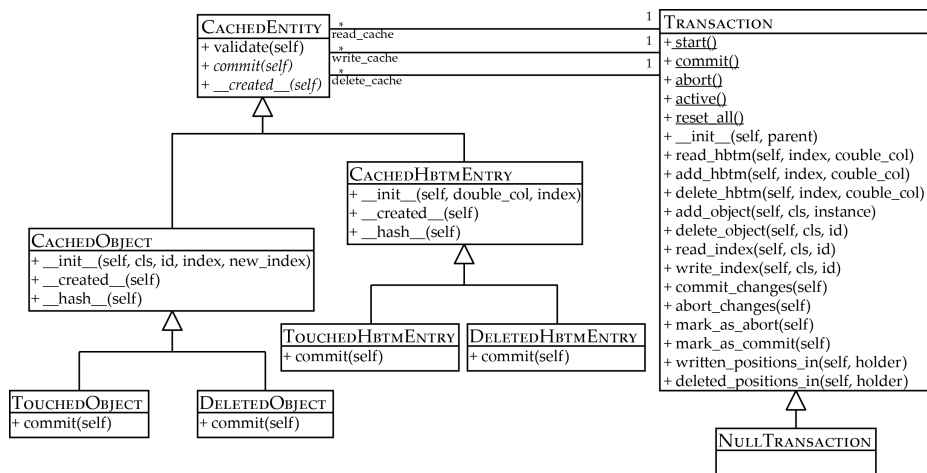 CACHEDENTITY
+ validate(self)
+ commit(self)
+ __created__(self)
* 1
read_cache
* 1
write_cache
* 1
delete_cache
TRANSACTION
+ start()
+ commit()
+ abort()
+ active()
+ reset_all()
+ __init__(self, parent)
+ read_hbtm(self, index, couble_col)
+ add_hbtm(self, index, couble_col)
+ delete_hbtm(self, index, couble_col)
+ add_object(self, cls, instance)
+ delete_object(self, cls, id)
+ read_index(self, cls, id)
+ write_index(self, cls, id)
+ commit_changes(self)
+ abort_changes(self)
+ mark_as_abort(self)
+ mark_as_commit(self)
+ written_positions_in(self, holder)
+ deleted_positions_in(self, holder)
CACHEDHBTMENTRY
+ __init__(self, double_col, index)
+ __created__(self)
+ __hash__(self)
CACHEDOBJECT
+ __init__(self, cls, id, index, new_index)
+ __created__(self)
+ __hash__(self)
TOUCHEDHBTMENTRY
+ commit(self)
DELETEDHBTMENTRY
+ commit(self)
TOUCHEDOBJECT
+ commit(self)
DELETEDOBJECT
+ commit(self)
NULLTRANSACTION